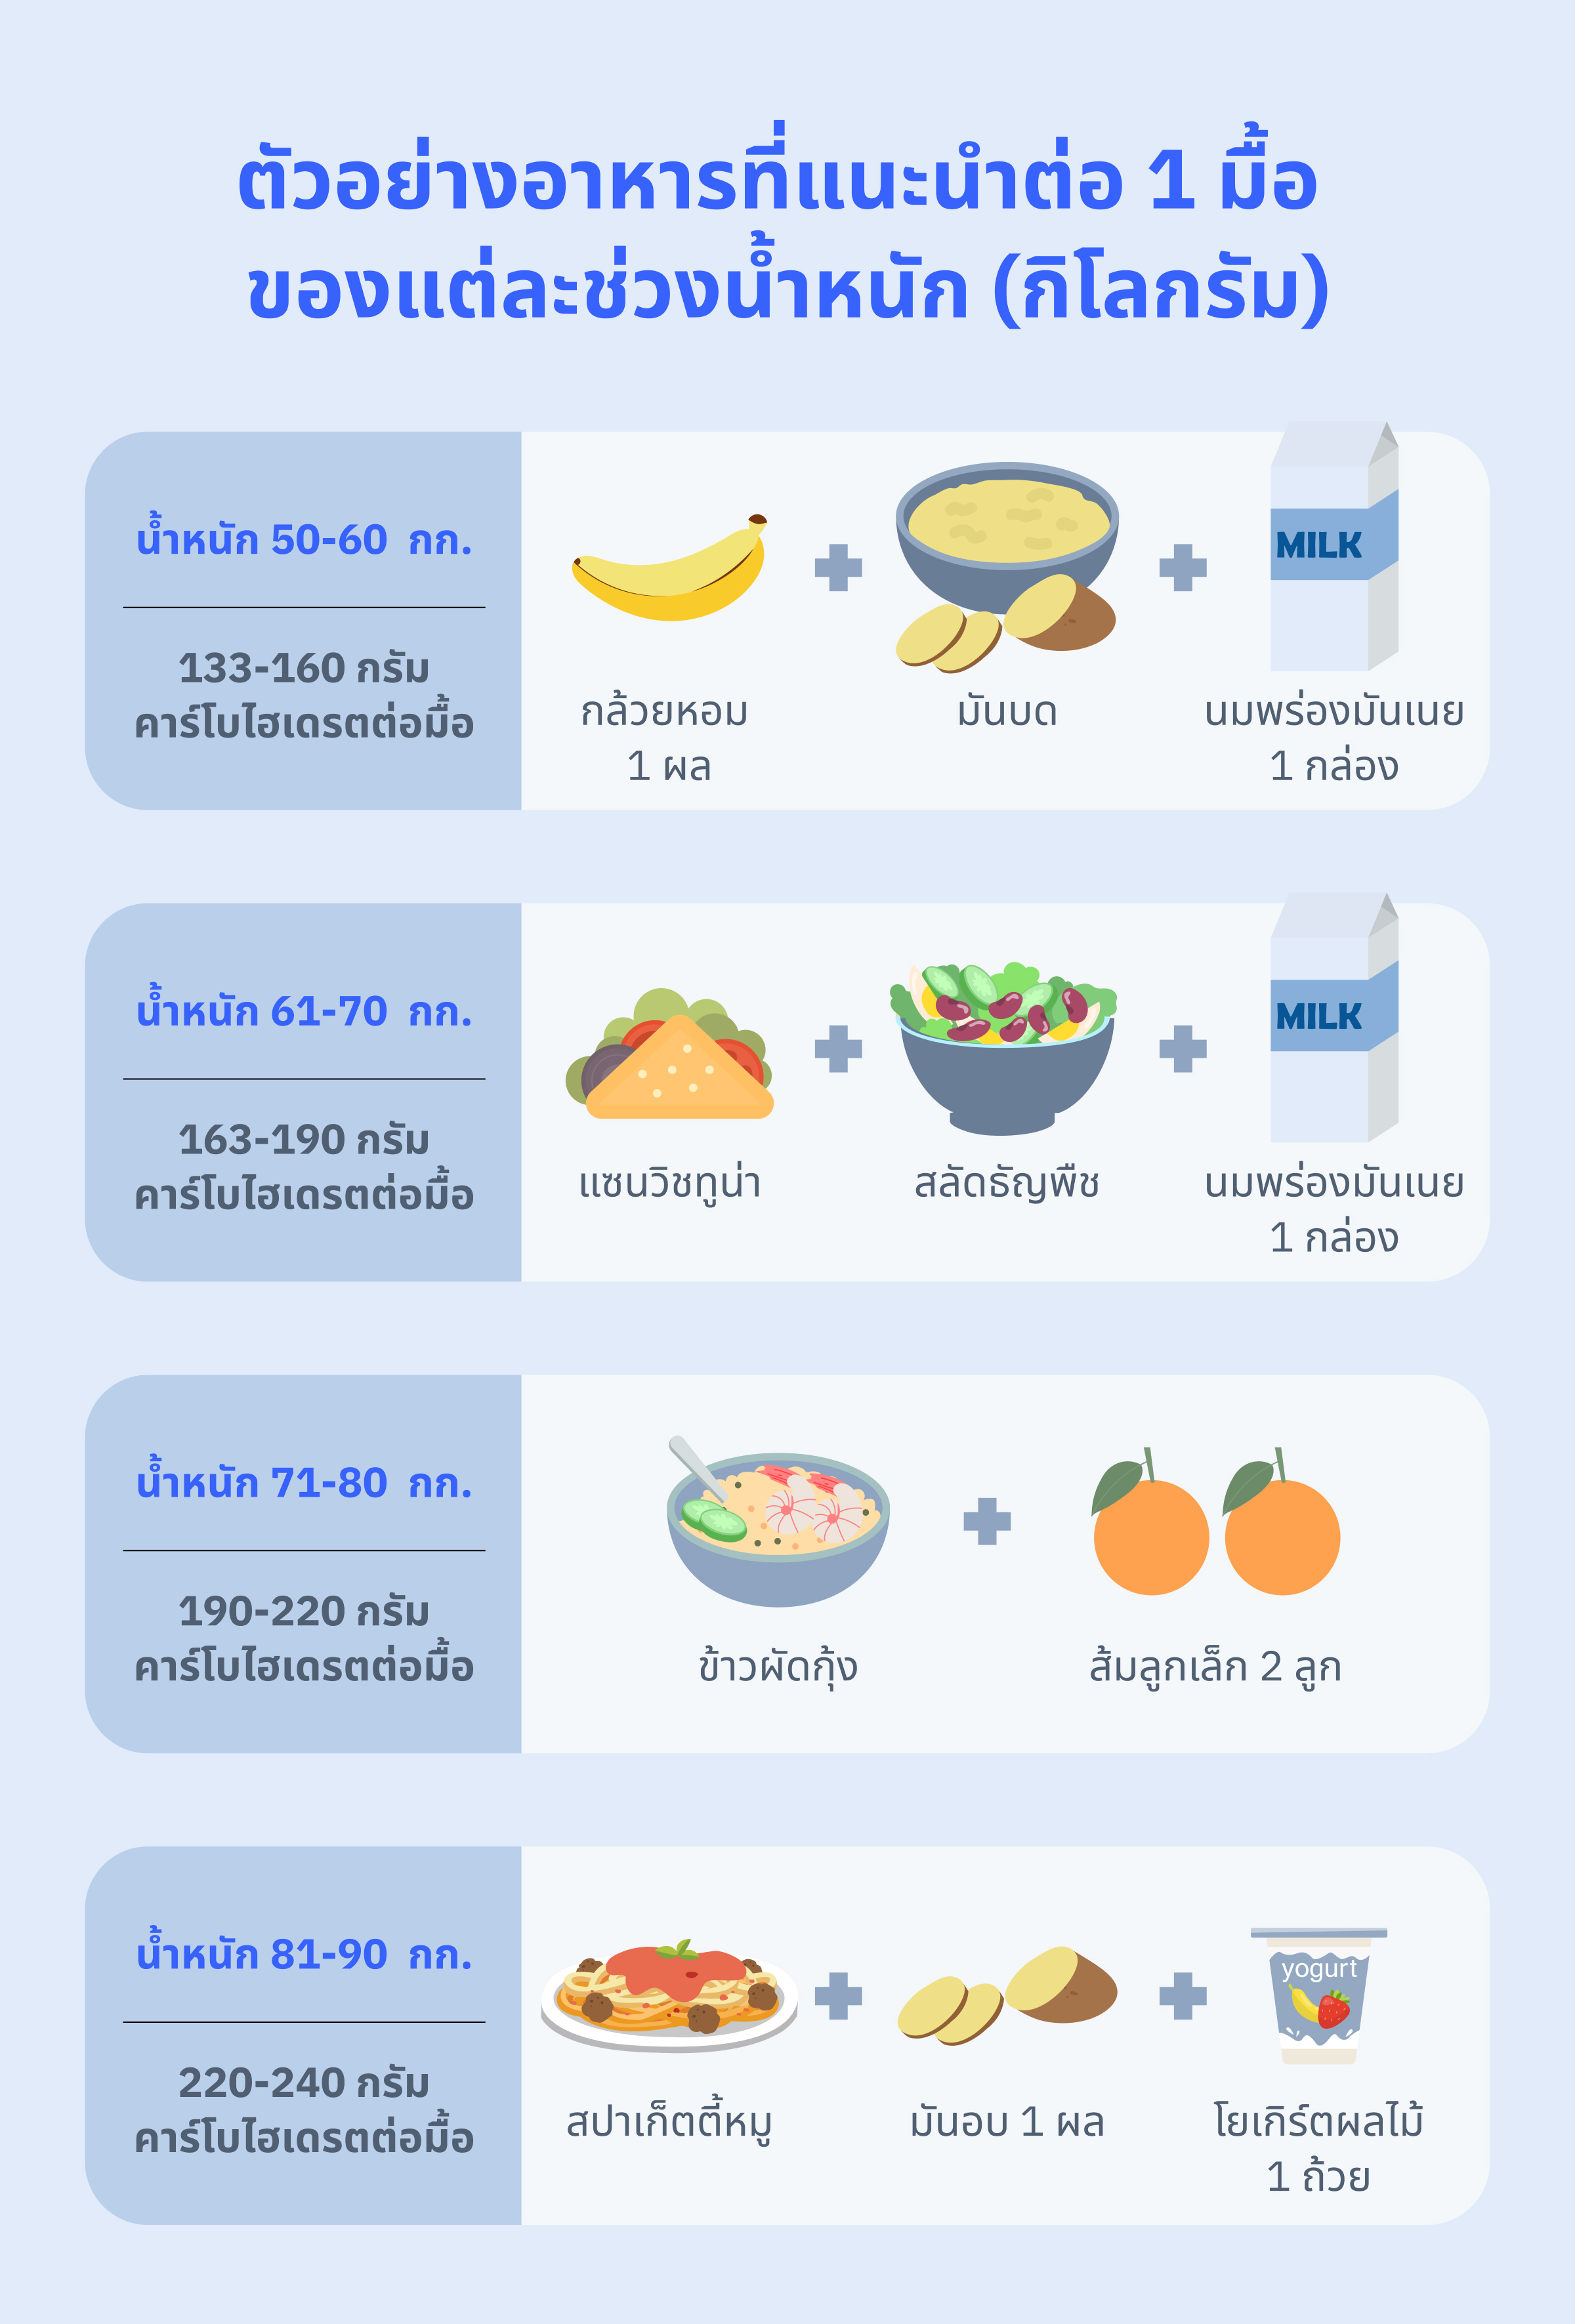 ตัวอย่างอาหารที่แนะนำต่อ 1 มื้อ
ของแต่ละช่วงน้ำหนัก (กิโลกรัม)
น้ำหนัก 50-60 กก.
133-160 กรัม
คาร์โบไฮเดรตต่อมื้อ
กล้วยหอม
1 ผล
มันบด
MILK
นมพร่องมันเนย
1 กล่อง
น้ำหนัก 61-70 กก.
163-190 กรัม
คาร์โบไฮเดรตต่อมื้อ
แซนวิชทูน่า
สลัดธัญพืช
MILK
นมพร่องมันเนย
1 กล่อง
น้ำหนัก 71-80 กก.
190-220 กรัม
คาร์โบไฮเดรตต่อมื้อ
ข้าวผัดกุ้ง
ส้มลูกเล็ก 2 ลูก
น้ำหนัก 81-90 กก.
220-240 กรัม
คาร์โบไฮเดรตต่อมื้อ
สปาเก็ตตี้หมู
มันอบ 1 ผล
yogurt
โยเกิร์ตผลไม้
1 ถ้วย